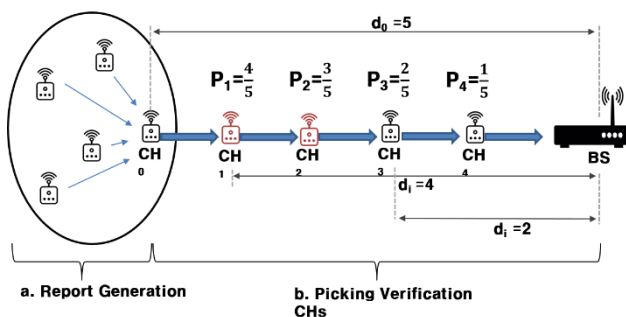 d₀ =5
P₁=4/5
P₂=3/5
P₃=2/5
P₄=1/5
CH
0
CH
1
CH
2
CH
3
CH
4
BS
dᵢ =4
dᵢ =2
a. Report Generation
b. Picking Verification
CHs